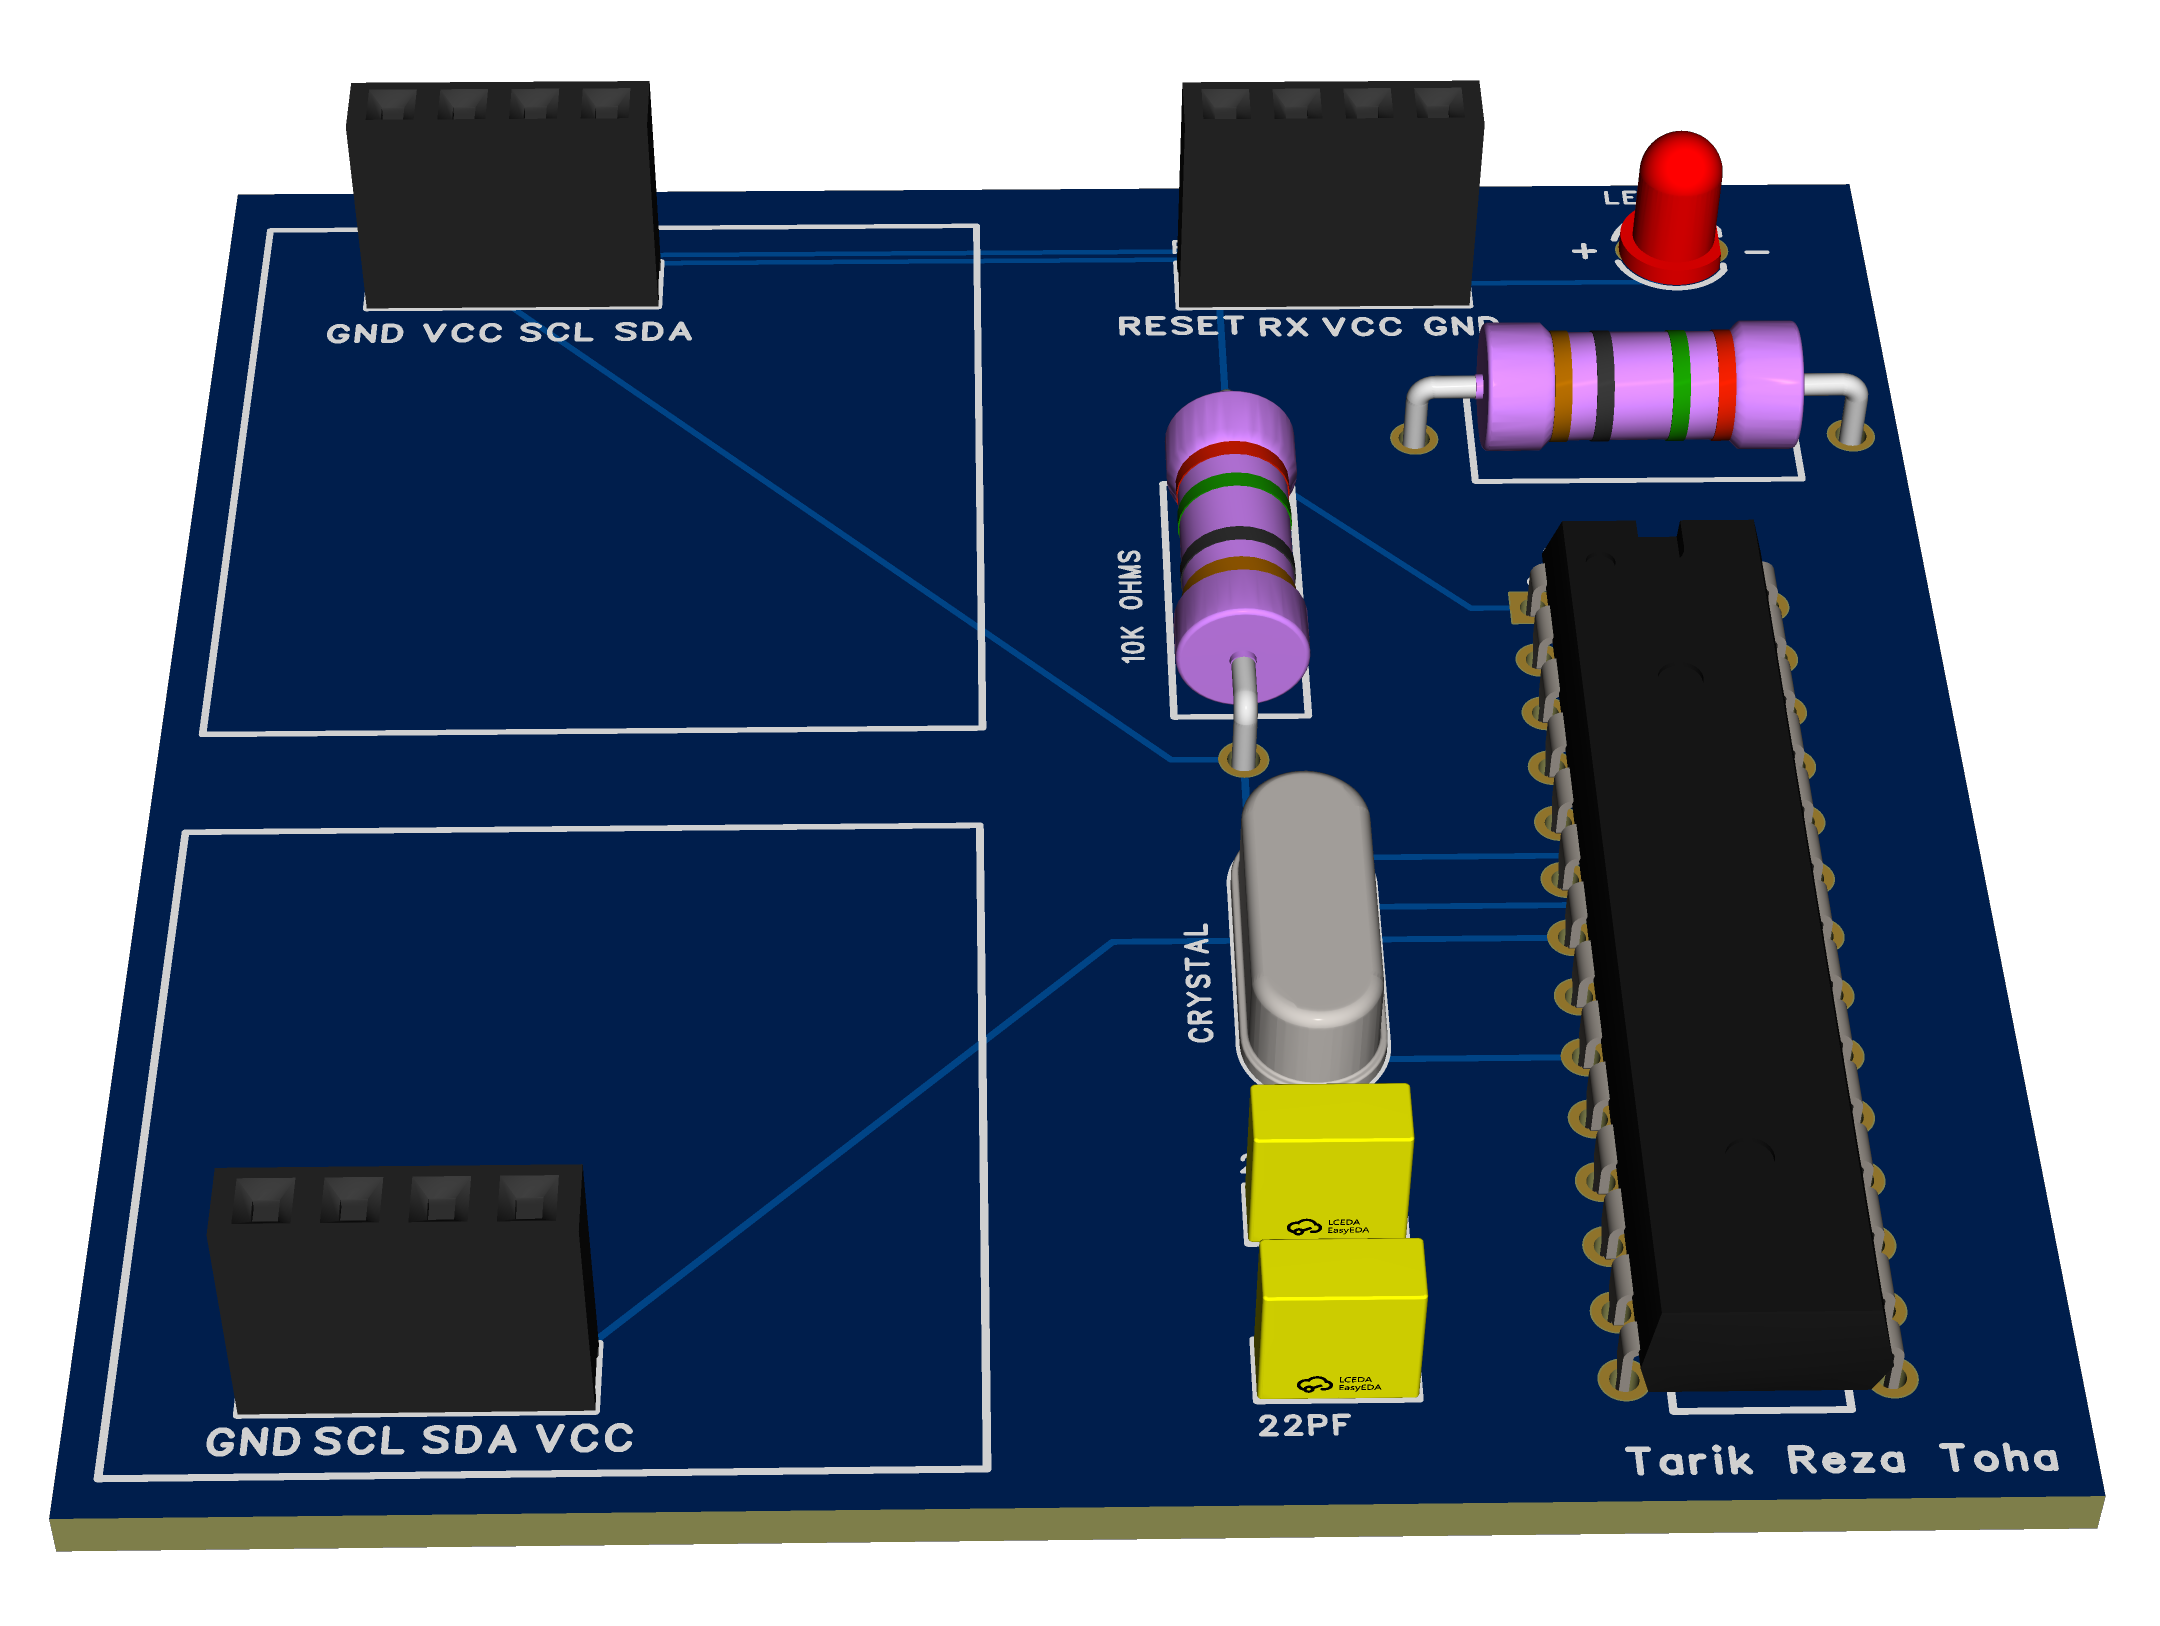 GND VCC SCL SDA
RESET RX VCC GND
+ -
10K OHMS
CRYSTAL
LCEDA
EasyEDA
LCEDA
EasyEDA
22PF
GND SCL SDA VCC
Tarik Reza Toha